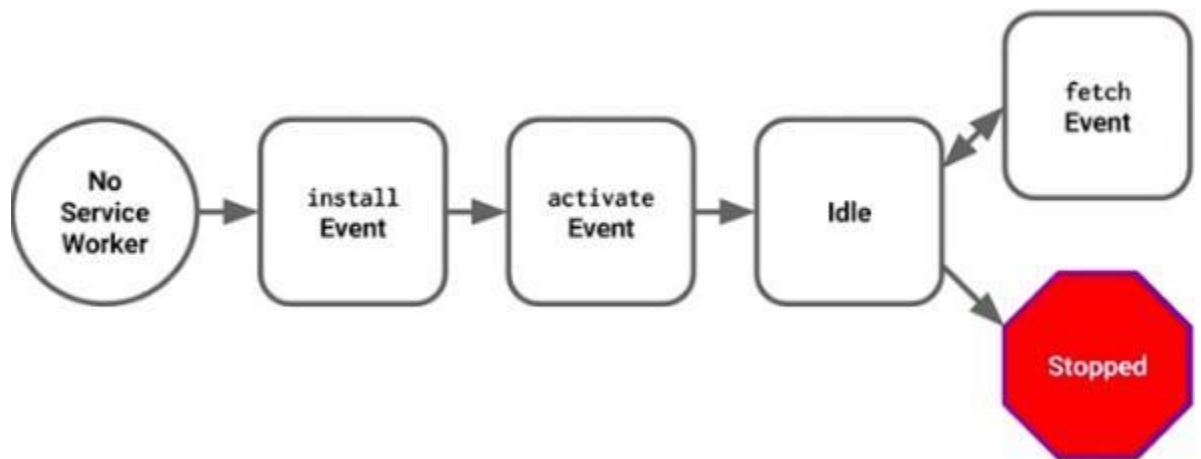 No
Service
Worker
install
Event
activate
Event
Idle
fetch
Event
Stopped